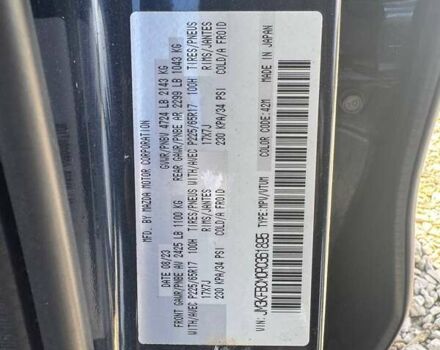 MFD. BY MAZDA MOTOR CORPORATION
DATE 08/23 GVWR/PNBV 4724 LB 2143 KG
FRONT GAWR/PNBE AV 2425 LB 1100 KG REAR GAWR/PNBE AR 2299 LB 1043 KG
WITH/AVEC P225/65R17 100H TIRES/PNEUS WITH/AVEC P225/65R17 100H TIRES/PNEUS
17X7J RIMS/JANTES 17X7J RIMS/JANTES
230 KPA/34 PSI COLD/A FROID 230 KPA/34 PSI COLD/A FROID
VIN: TYPE:MPV/VTUM COLOR/COULEUR: 42M MADE IN JAPAN